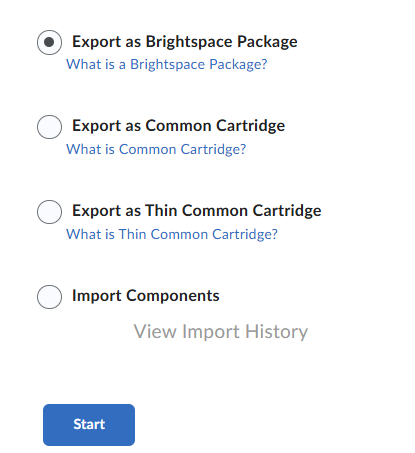 Export as Brightspace Package
What is a Brightspace Package?
Export as Common Cartridge
What is Common Cartridge?
Export as Thin Common Cartridge
What is Thin Common Cartridge?
Import Components
View Import History
Start